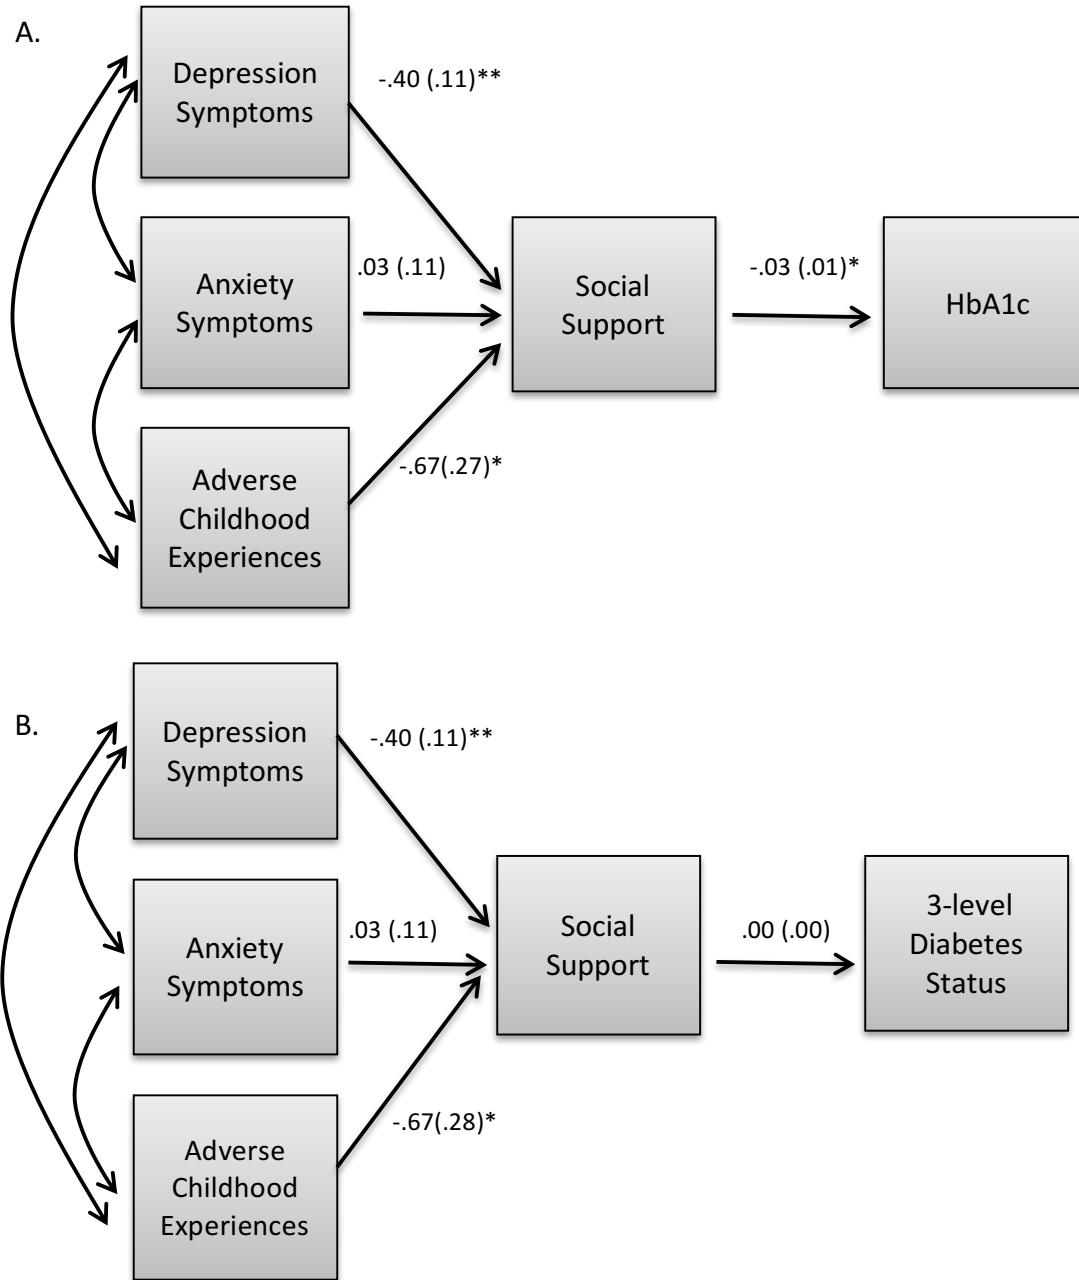 A.
Depression
Symptoms
-.40 (.11)**
Anxiety
Symptoms
.03 (.11)
Social
Support
-.03 (.01)*
HbA1c
Adverse
Childhood
Experiences
-.67(.27)*
B.
Depression
Symptoms
-.40 (.11)**
Anxiety
Symptoms
.03 (.11)
Social
Support
.00 (.00)
3-level
Diabetes
Status
Adverse
Childhood
Experiences
-.67(.28)*